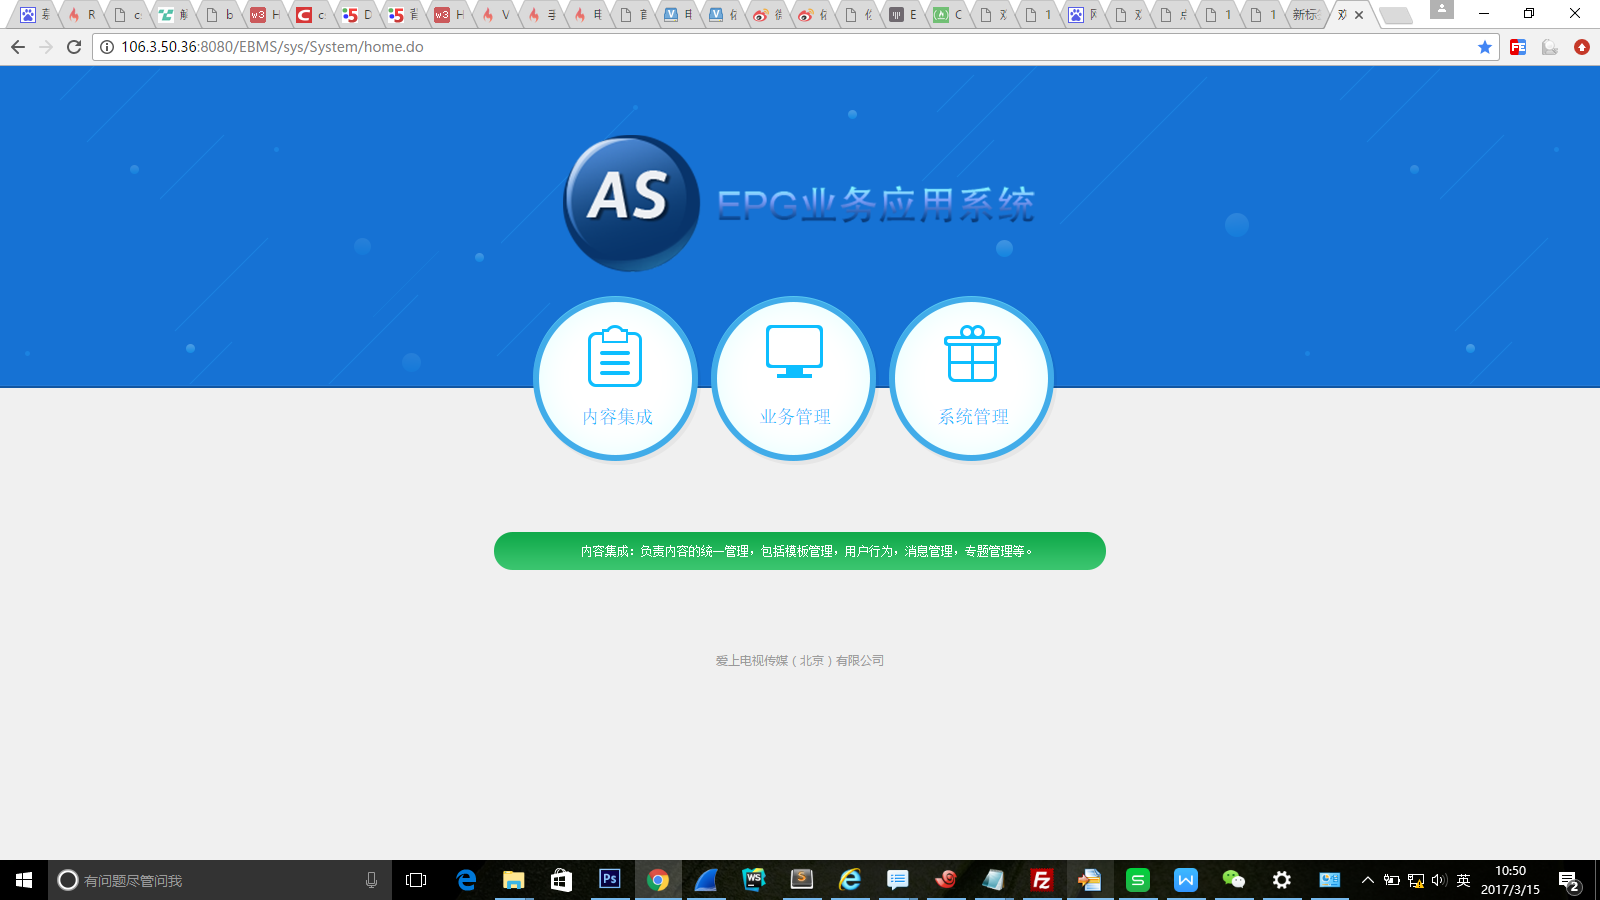 106.3.50.36:8080/EBMS/sys/System/home.do
AS
EPG业务应用系统
内容集成
业务管理
系统管理
内容集成：负责内容的统一管理，包括模板管理，用户行为，消息管理，专题管理等。
爱上电视传媒（北京）有限公司
有问题尽管问我
英
10:50
2017/3/15
2